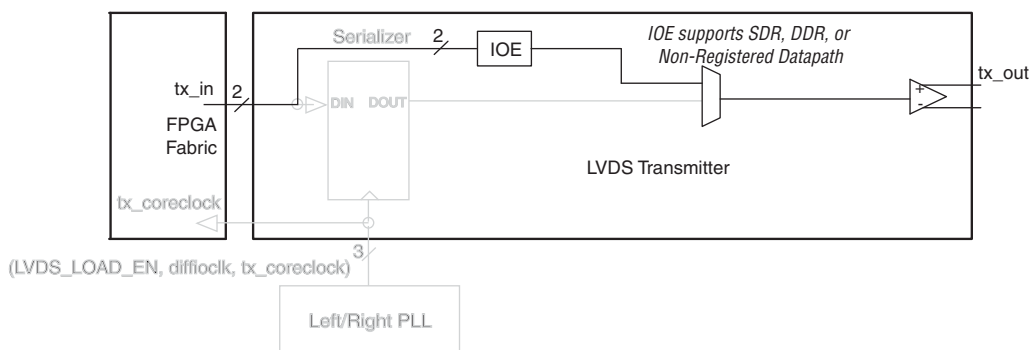 Serializer
2
IOE
IOE supports SDR, DDR, or
Non-Registered Datapath
tx_out
tx_in
2
DIN
DOUT
+
-
FPGA
Fabric
LVDS Transmitter
tx_coreclock
3
(LVDS_LOAD_EN, diffioclk, tx_coreclock)
Left/Right PLL